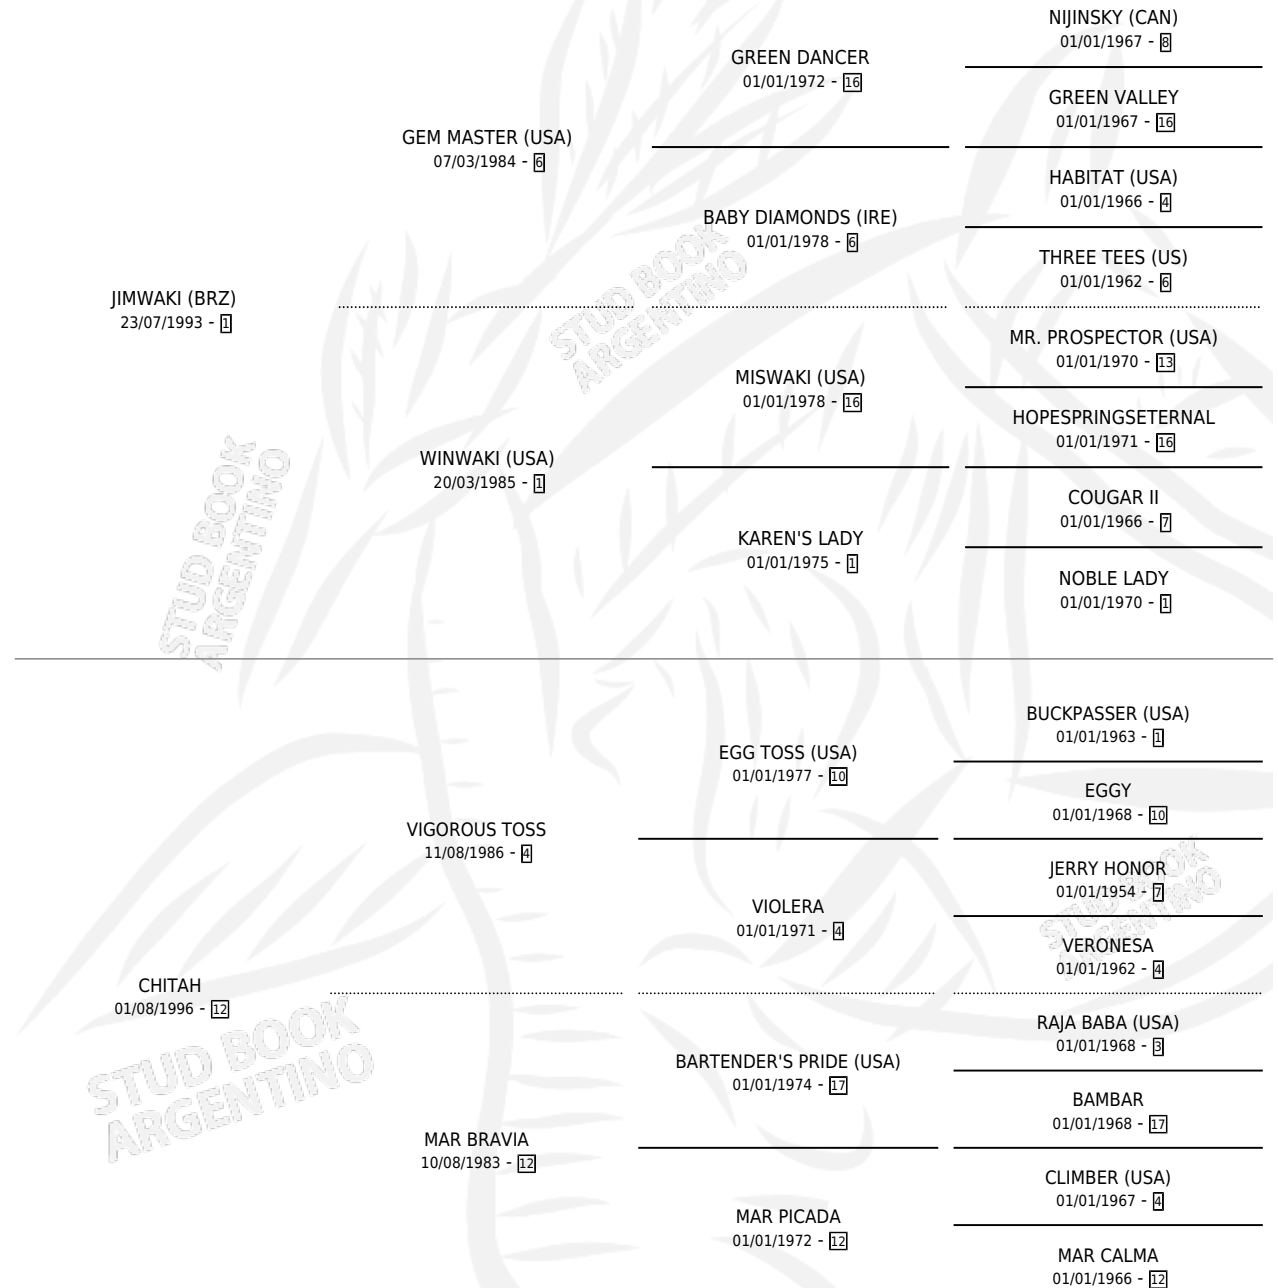 NIJINSKY (CAN)
01/01/1967 - 8
GREEN DANCER
01/01/1972 - 16
GREEN VALLEY
01/01/1967 - 16
GEM MASTER (USA)
07/03/1984 - 6
HABITAT (USA)
01/01/1966 - 4
BABY DIAMONDS (IRE)
01/01/1978 - 6
THREE TEES (US)
01/01/1962 - 6
JIMWAKI (BRZ)
23/07/1993 - 1
STUD BOOK
ARGENTINO
MR. PROSPECTOR (USA)
01/01/1970 - 13
MISWAKI (USA)
01/01/1978 - 16
HOPESPRINGSETERNAL
01/01/1971 - 16
WINWAKI (USA)
20/03/1985 - 1
COUGAR II
01/01/1966 - 7
KAREN'S LADY
01/01/1975 - 1
NOBLE LADY
01/01/1970 - 1
STUD BOOK
ARGENTINO
BUCKPASSER (USA)
01/01/1963 - 1
EGG TOSS (USA)
01/01/1977 - 10
EGGY
01/01/1968 - 10
VIGOROUS TOSS
11/08/1986 - 4
JERRY HONOR
01/01/1954 - 7
VIOLERA
01/01/1971 - 4
STUD BOOK
ARGENTINO
VERONESA
01/01/1962 - 4
CHITAH
01/08/1996 - 12
RAJA BABA (USA)
01/01/1968 - 3
BARTENDER'S PRIDE (USA)
01/01/1974 - 17
BAMBAR
01/01/1968 - 17
STUD BOOK
ARGENTINO
MAR BRAVIA
10/08/1983 - 12
CLIMBER (USA)
01/01/1967 - 4
MAR PICADA
01/01/1972 - 12
MAR CALMA
01/01/1966 - 12